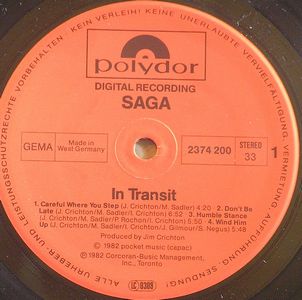 KEIN VERLEIH! KEINE UNERLAUBTE VERVIELFÄLTIGUNG, VERMIETUNG, AUFFÜHRUNG, SENDUNG!
ALLE URHEBER- UND LEISTUNGSSCHUTZRECHTE VORBEHALTEN
polydor
DIGITAL RECORDING
SAGA
GEMA
Made in
West Germany
2374 200
STEREO
33
1
In Transit
1. Careful Where You Step (M. Sadler) 4:20 2. Don't Be
Late (J. Crichton/M. Sadler/I. Crichton) 6:52 3. Humble Stance
(J. Crichton/M. Sadler/P. Rochon/I. Crichton) 5:50 4. Wind Him
Up (J. Crichton/M. Sadler/I. Crichton/J. Gilmour/S. Negus) 5:48
Produced by Jim Crichton
℗ 1982 pocket music (capac)
© 1982 Corcoran-Busic Management,
Inc., Toronto
LC 0309